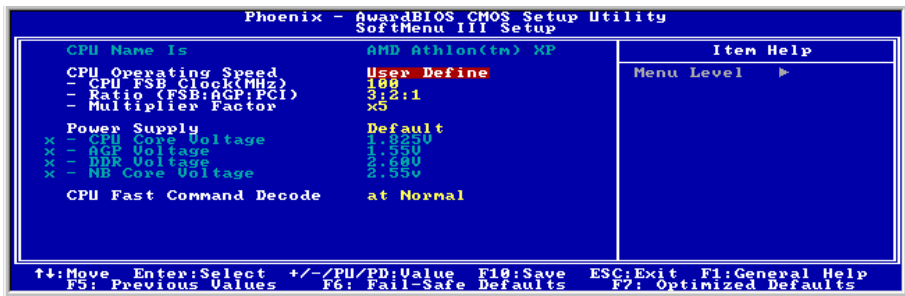 Phoenix - AwardBIOS CMOS Setup Utility
SoftMenu III Setup
CPU Name Is AMD Athlon(tm) XP
Item Help
CPU Operating Speed User Define
Menu Level ►
- CPU FSB Clock(MHz) 100
- Ratio (FSB:AGP:PCI) 3:2:1
- Multiplier Factor x5
Power Supply Default
x - CPU Core Voltage 1.825V
x - AGP Voltage 1.55V
x - DDR Voltage 2.60V
x - NB Core Voltage 2.55v
CPU Fast Command Decode at Normal
↑↓:Move Enter:Select +/-/PU/PD:Value F10:Save ESC:Exit F1:General Help
F5: Previous Values F6: Fail-Safe Defaults F7: Optimized Defaults